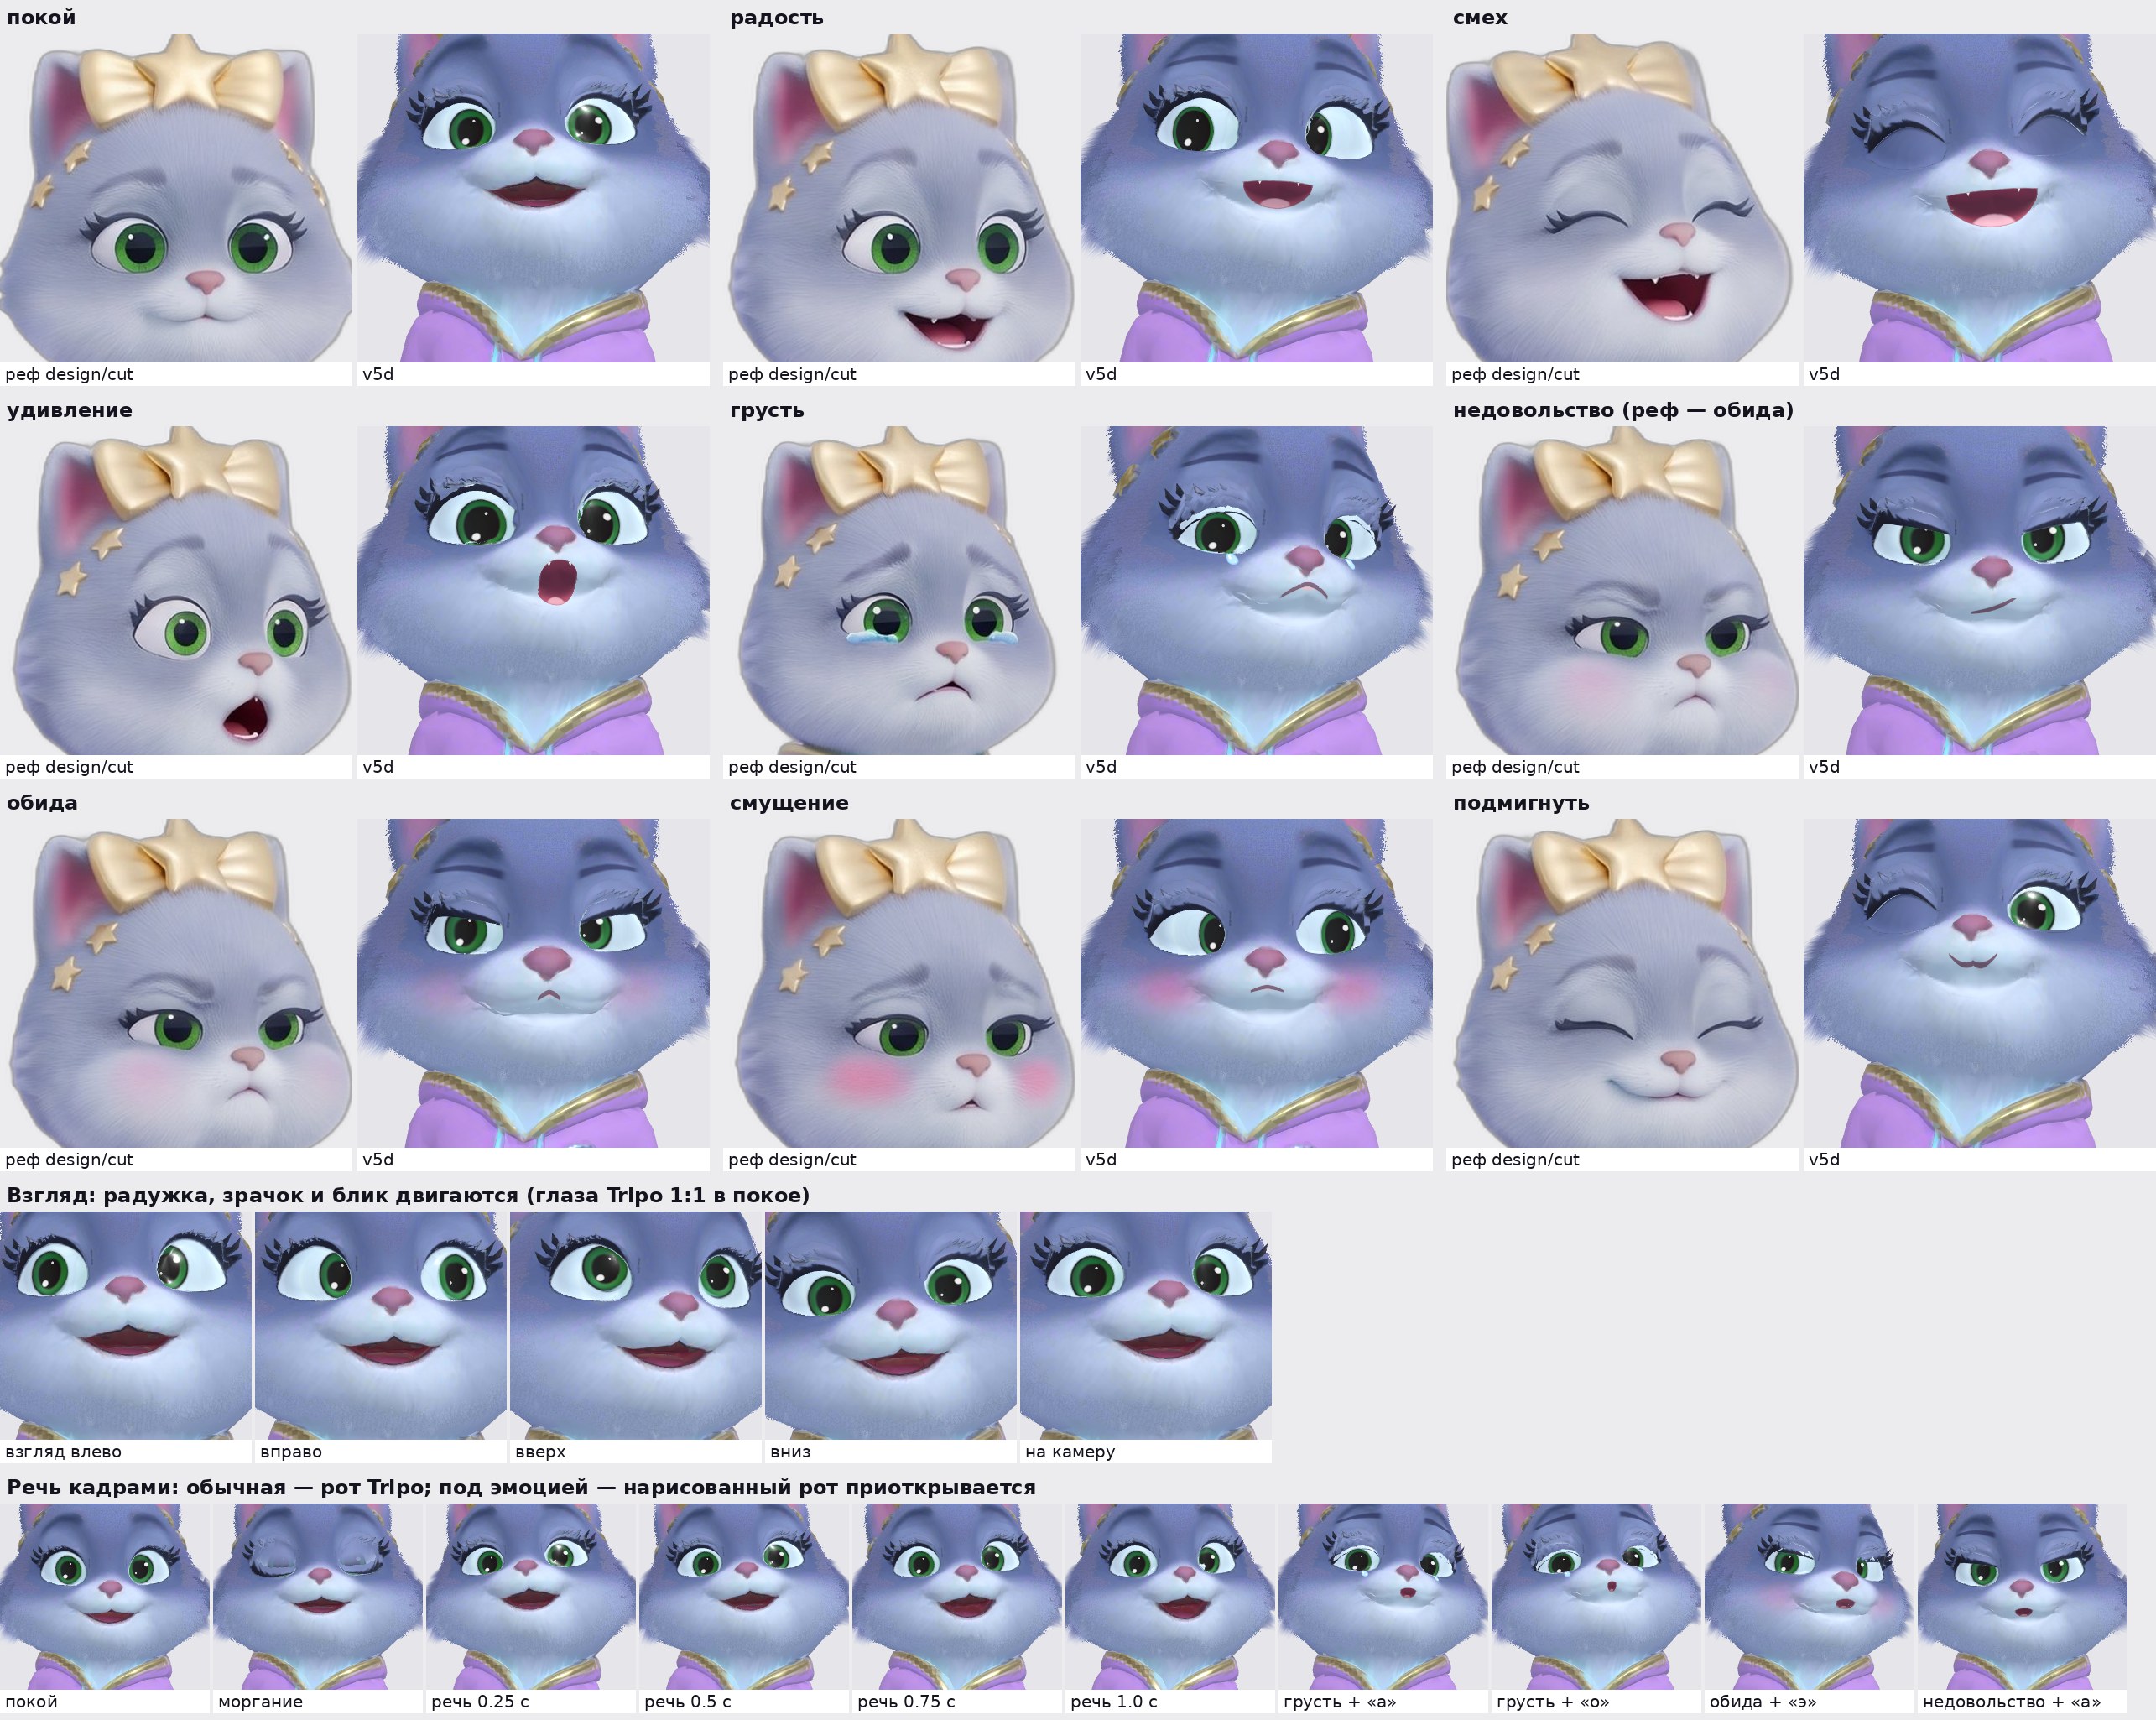 покой
радость
смех
реф design/cut
v5d
реф design/cut
v5d
реф design/cut
v5d
удивление
грусть
недовольство (реф — обида)
реф design/cut
v5d
реф design/cut
v5d
реф design/cut
v5d
обида
смущение
подмигнуть
реф design/cut
v5d
реф design/cut
v5d
реф design/cut
v5d
Взгляд: радужка, зрачок и блик двигаются (глаза Tripo 1:1 в покое)
взгляд влево
вправо
вверх
вниз
на камеру
Речь кадрами: обычная — рот Tripo; под эмоцией — нарисованный рот приоткрывается
покой
моргание
речь 0.25 с
речь 0.5 с
речь 0.75 с
речь 1.0 с
грусть + «а»
грусть + «о»
обида + «э»
недовольство + «а»